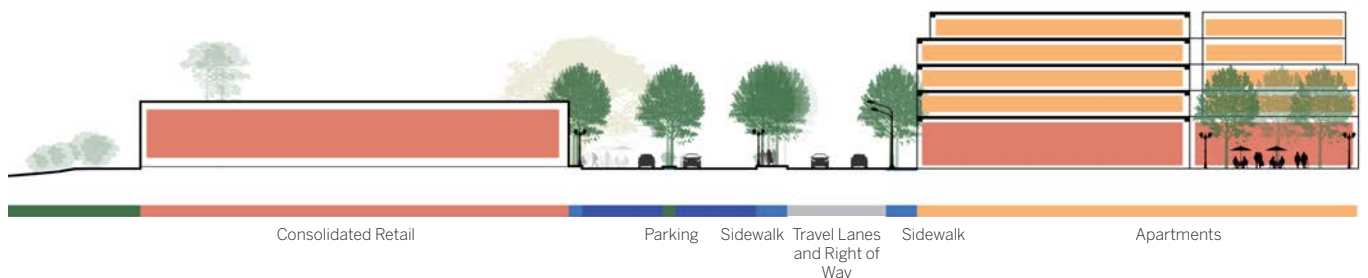 Consolidated Retail
Parking
Sidewalk
Travel Lanes
and Right of
Way
Sidewalk
Apartments